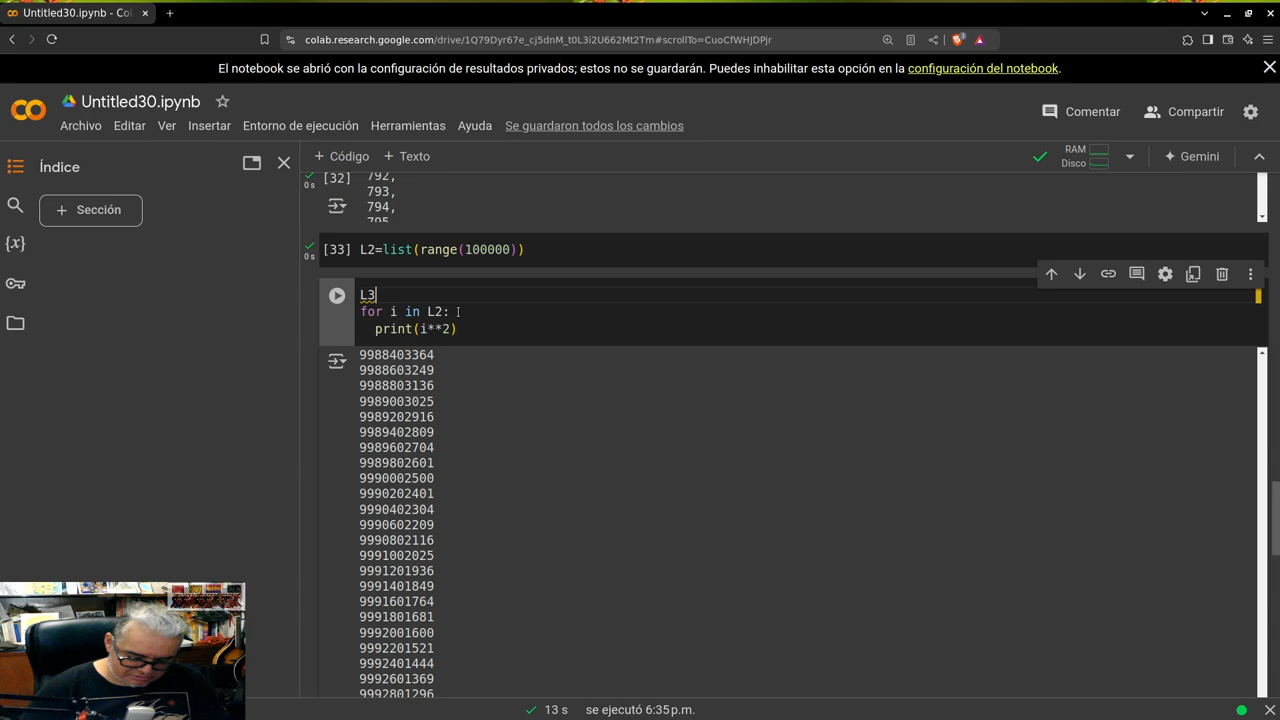 Untitled30.ipynb - Co
colab.research.google.com/drive/1Q79Dyr67e_cj5dnM_t0L3i2U662Mt2Tm#scrollTo=CuoCfWHJDPjr
El notebook se abrió con la configuración de resultados privados; estos no se guardarán. Puedes inhabilitar esta opción en la configuración del notebook.
Untitled30.ipynb
Archivo Editar Ver Insertar Entorno de ejecución Herramientas Ayuda Se guardaron todos los cambios
Comentar Compartir
Índice
+ Sección
+ Código + Texto
RAM
Disco
Gemini
[32] 792,
0 s
793,
794,
795
[33] L2=list(range(100000))
0 s
L3
for i in L2:
print(i**2)
9988403364
9988603249
9988803136
9989003025
9989202916
9989402809
9989602704
9989802601
9990002500
9990202401
9990402304
9990602209
9990802116
9991002025
9991201936
9991401849
9991601764
9991801681
9992001600
9992201521
9992401444
9992601369
9992801296
13 s se ejecutó 6:35 p.m.